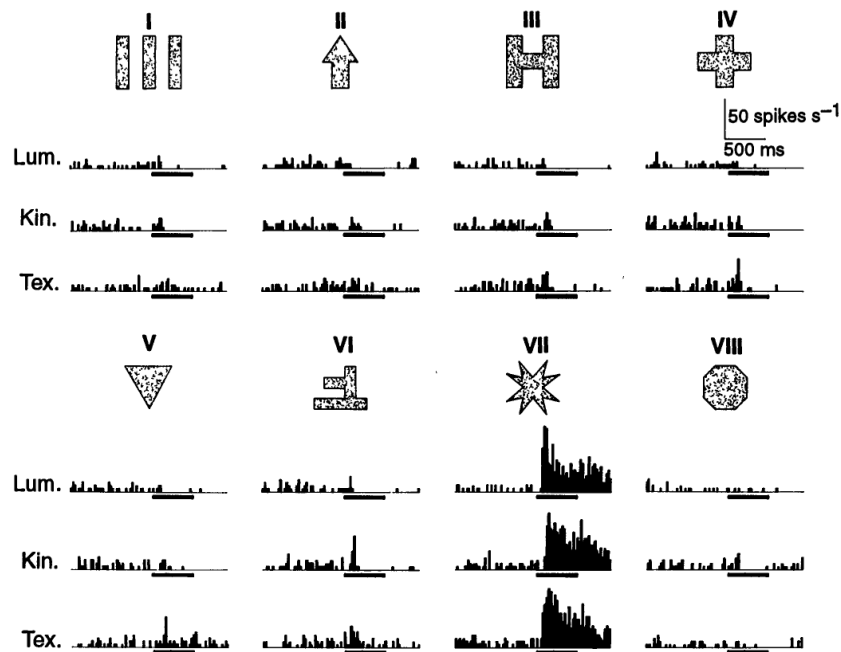 I II III IV
50 spikes s⁻¹
500 ms
Lum.
Kin.
Tex.
V VI VII VIII
Lum.
Kin.
Tex.